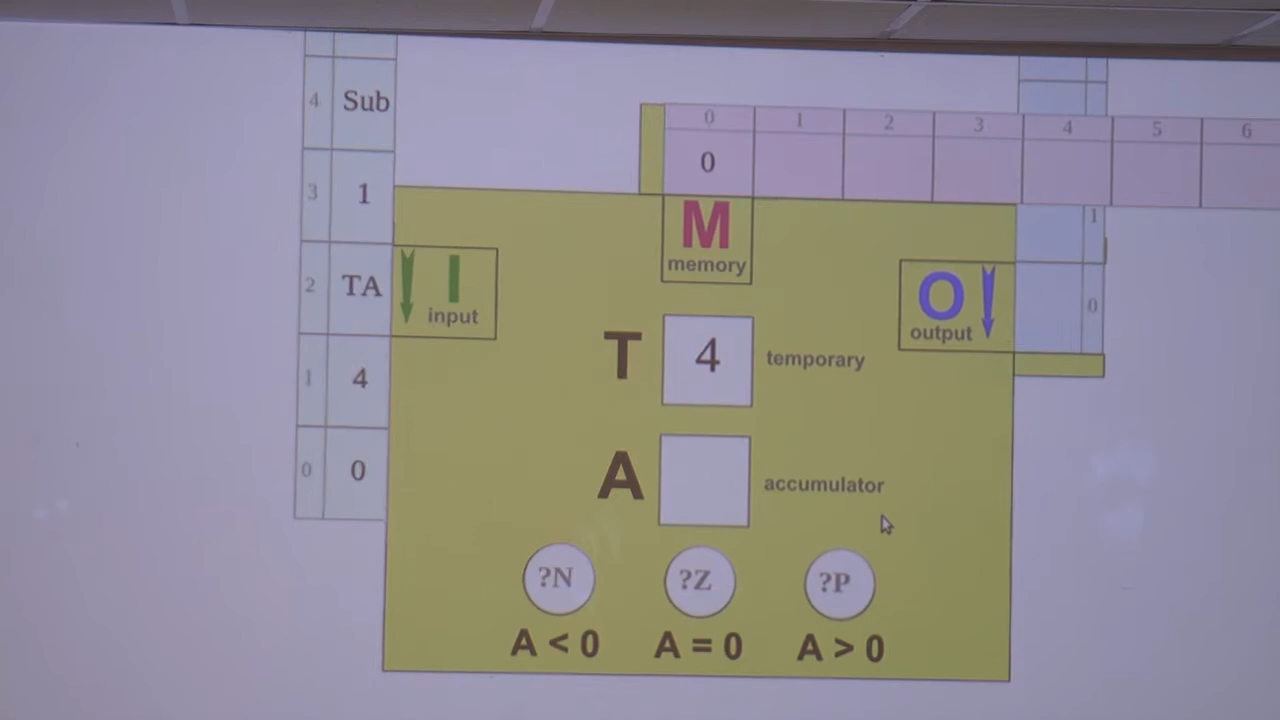 4 Sub
3 1
2 TA
1 4
0 0
0 1 2 3 4 5 6
0
M
memory
I
input
O
output
1
0
T 4 temporary
A accumulator
?N ?Z ?P
A < 0 A = 0 A > 0